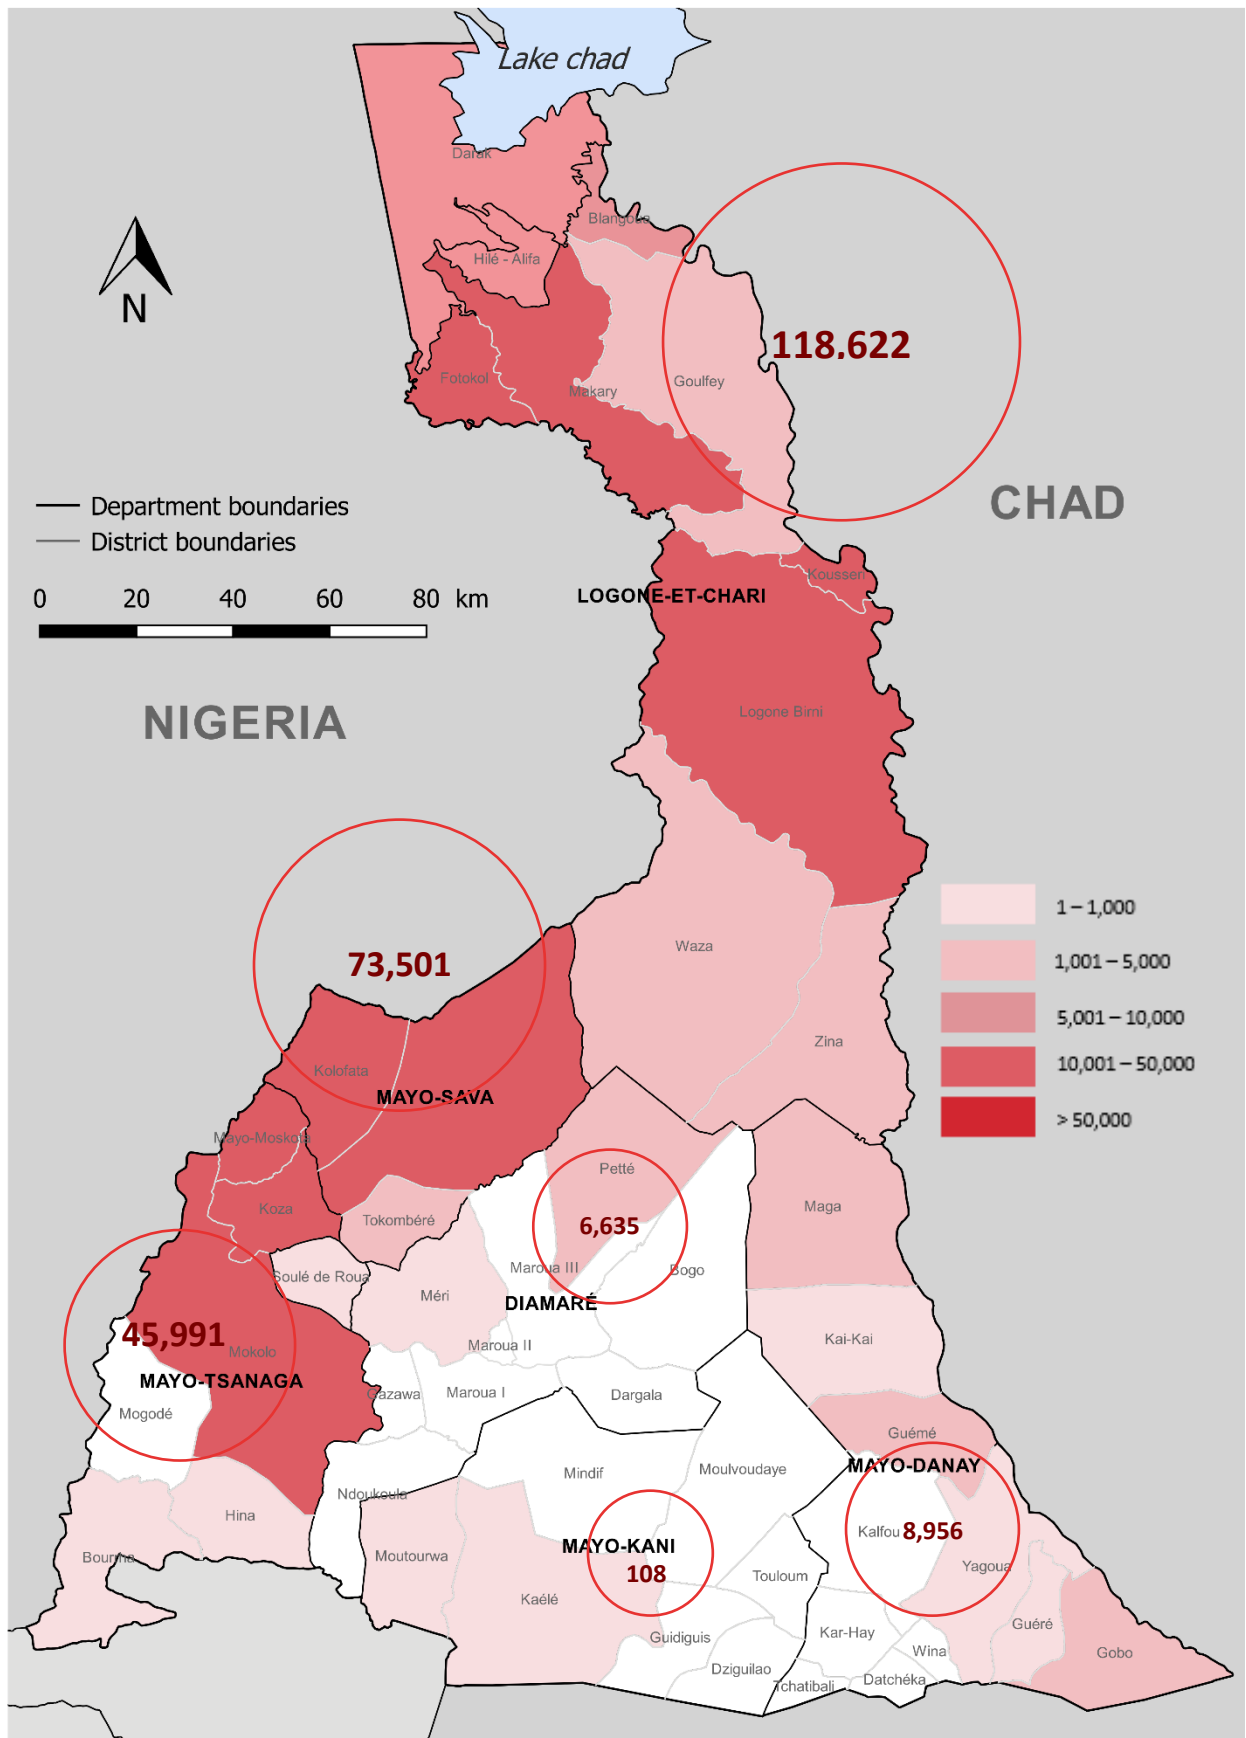 Lake chad
Darak
Blangoua
Hilé - Alifa
118,622
Fotokol
Goulfey
Makary
N
CHAD
Department boundaries
District boundaries
Kousseri
LOGONE-ET-CHARI
0 20 40 60 80 km
Logone Birni
NIGERIA
1 – 1,000
Waza
73,501
1,001 – 5,000
5,001 – 10,000
Zina
10,001 – 50,000
Kolofata
MAYO-SAVA
> 50,000
Mayo-Moskota
Petté
Koza
Maga
Tokombéré
6,635
Maroua III
Bogo
Soulé de Roua
Méri
DIAMARÉ
45,991
Kai-Kai
Maroua II
Mokolo
MAYO-TSANAGA
Gazawa
Maroua I
Dargala
Mogodé
Guémé
MAYO-DANAY
Mindif
Moulvoudaye
Ndoukoula
Hina
Kalfou
8,956
MAYO-KANI
Bourrha
Moutourwa
Yagoua
108
Touloum
Kaélé
Guéré
Kar-Hay
Guidiguis
Wina
Gobo
Dziguilao
Datchéka
Tchatibali